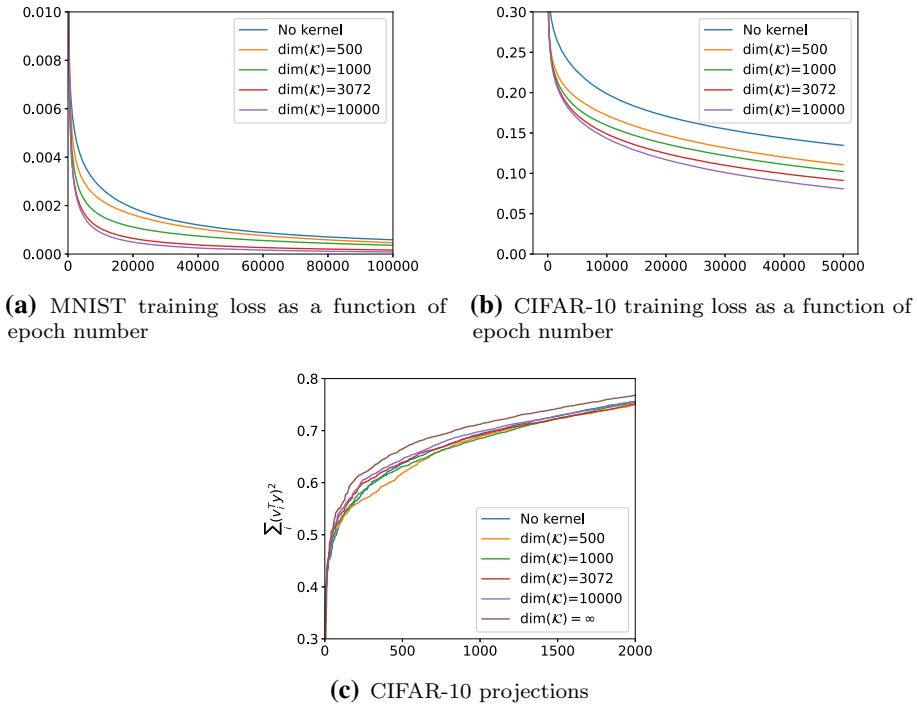 0.010
0.008
0.006
0.004
0.002
0.000
0 20000 40000 60000 80000 100000
No kernel
dim(𝒦)=500
dim(𝒦)=1000
dim(𝒦)=3072
dim(𝒦)=10000
0.30
0.25
0.20
0.15
0.10
0.05
0.00
0 10000 20000 30000 40000 50000
No kernel
dim(𝒦)=500
dim(𝒦)=1000
dim(𝒦)=3072
dim(𝒦)=10000
(a) MNIST training loss as a function of
epoch number
(b) CIFAR-10 training loss as a function of
epoch number
0.8
0.7
0.6
0.5
0.4
0.3
∑ᵢ(vᵢᵀy)²
0 500 1000 1500 2000
No kernel
dim(𝒦)=500
dim(𝒦)=1000
dim(𝒦)=3072
dim(𝒦)=10000
dim(𝒦) = ∞
(c) CIFAR-10 projections